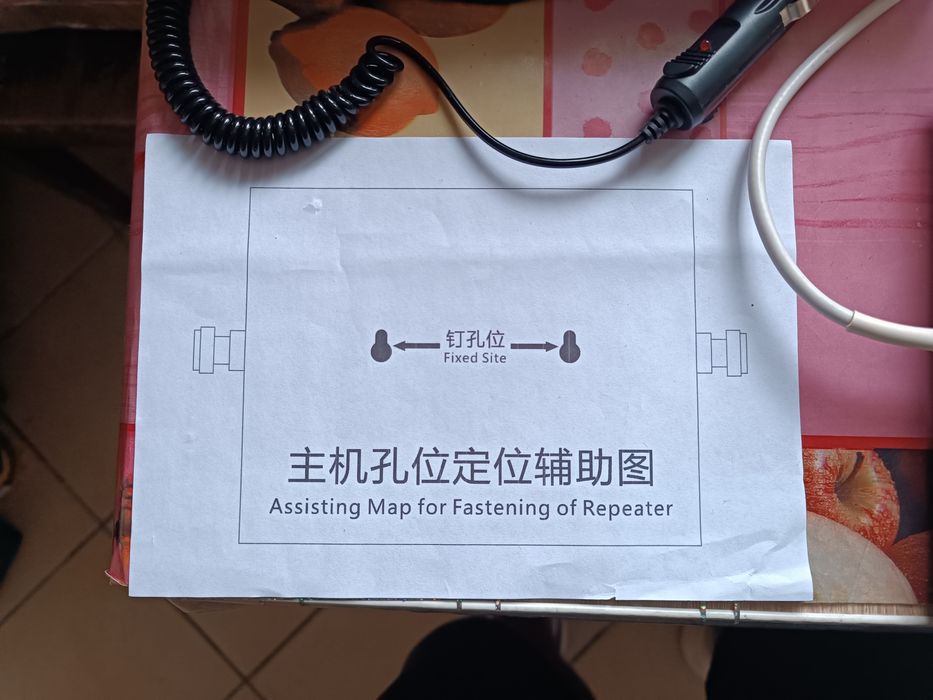 钉孔位
Fixed Site
主机孔位定位辅助图
Assisting Map for Fastening of Repeater